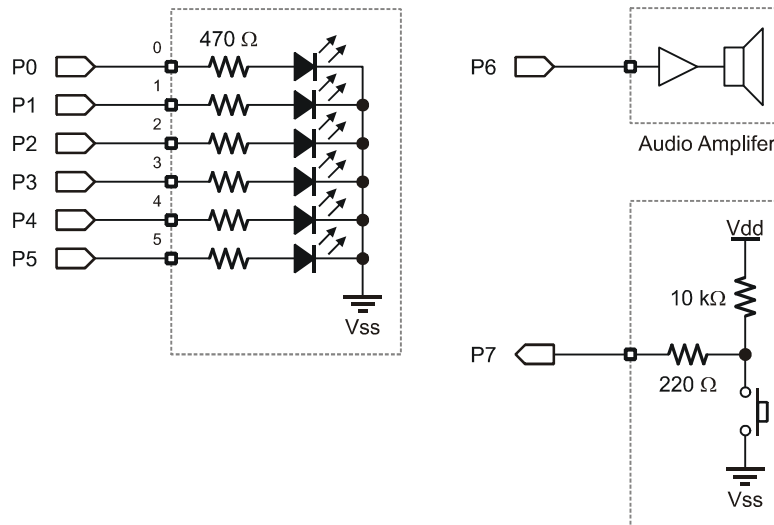 P0 0 470 Ω
P1 1
P2 2
P3 3
P4 4
P5 5
Vss
P6
Audio Amplifer
Vdd
10 kΩ
P7
220 Ω
Vss